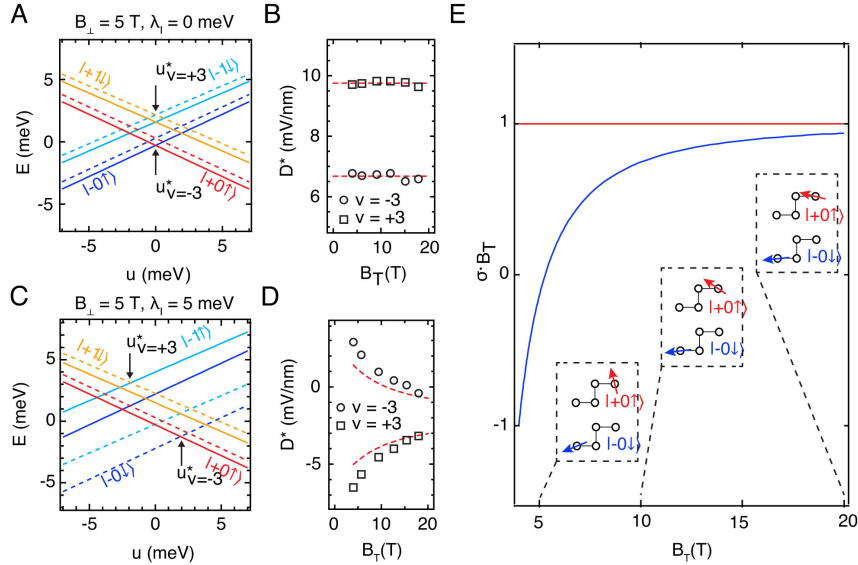 A
B⊥ = 5 T, λI = 0 meV
E (meV)
5
0
-5
|+1↓⟩
u*ν=+3
|-1↓⟩
|-0↑⟩
u*ν=-3
|+0↑⟩
-5
0
5
u (meV)
B
D* (mV/nm)
10
8
6
ν = -3
ν = +3
0
10
20
BT(T)
C
B⊥ = 5 T, λI = 5 meV
E (meV)
5
0
-5
|+1↓⟩
u*ν=+3
|-1↑⟩
|-0↓⟩
u*ν=-3
|+0↑⟩
-5
0
5
u (meV)
D
D* (mV/nm)
0
-5
ν = -3
ν = +3
0
10
20
BT(T)
E
σ·BT
1
0
-1
|+0↑⟩
|-0↓⟩
|+0↑⟩
|-0↓⟩
|+0↑⟩
|-0↓⟩
5
10
15
20
BT(T)